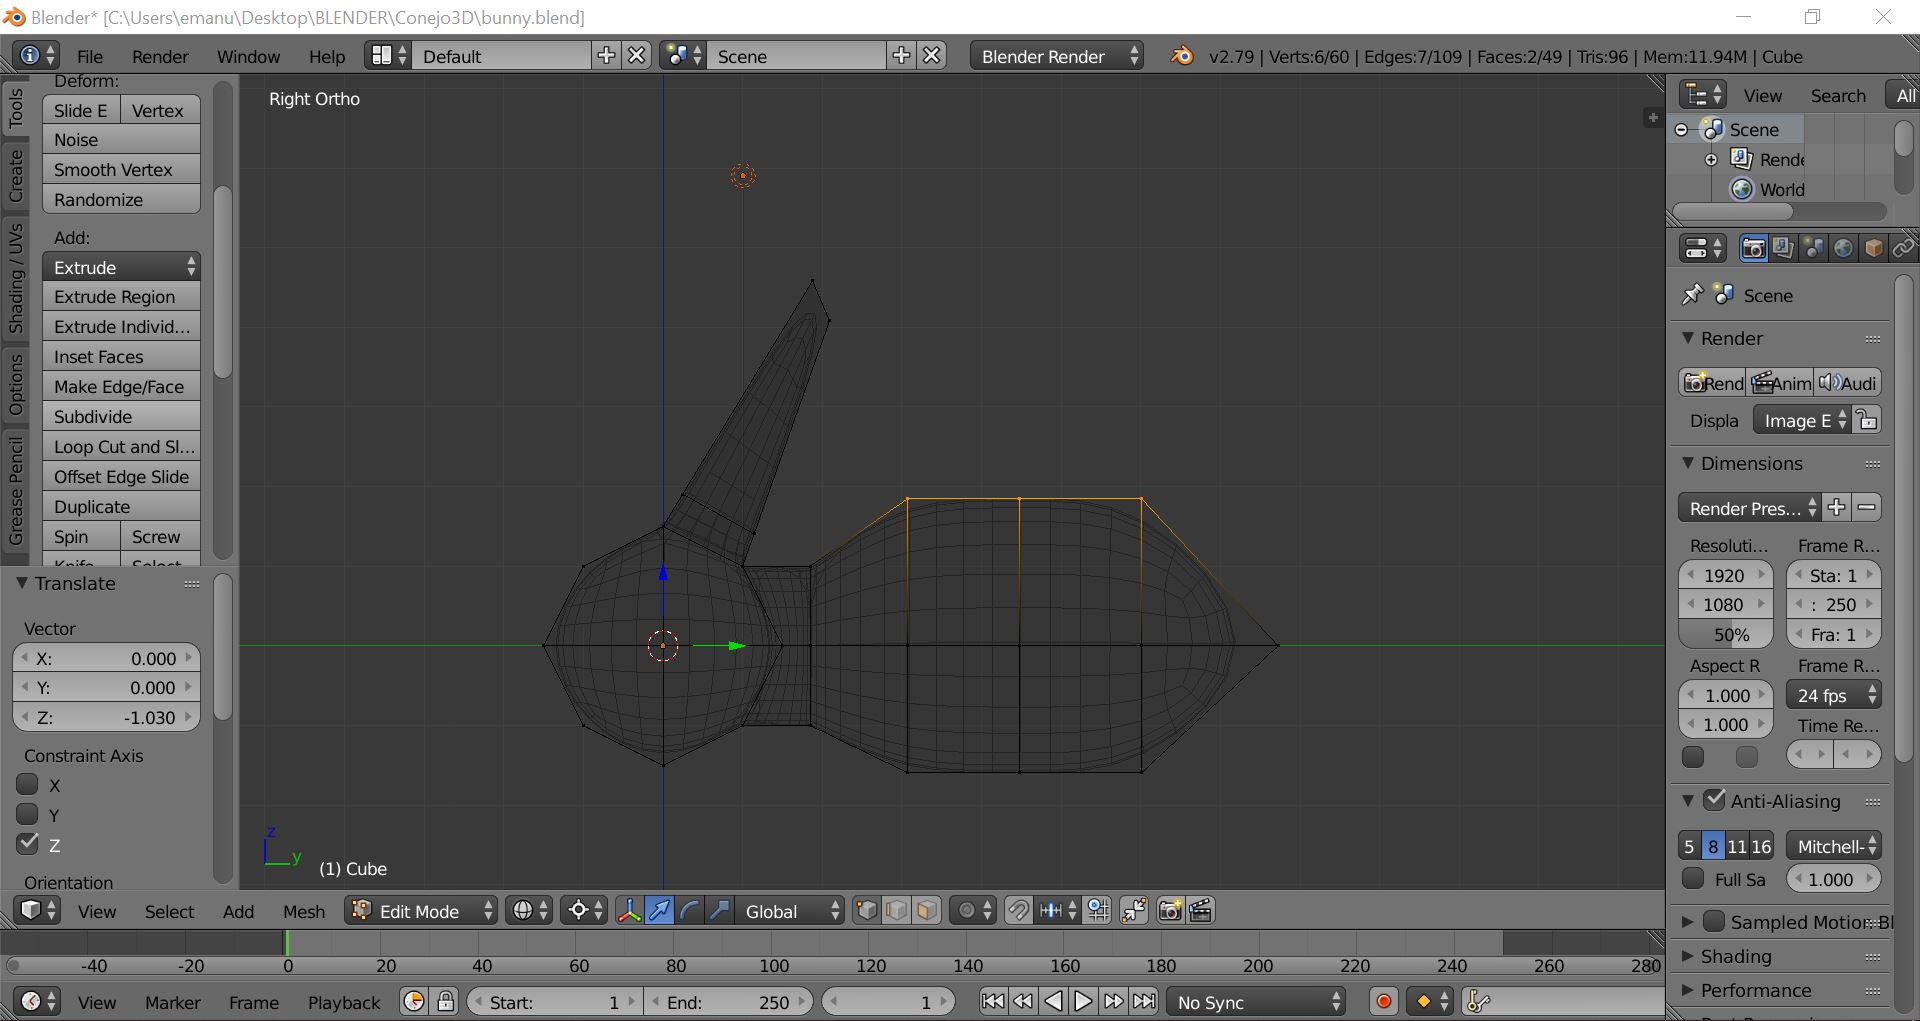 Blender* [C:\Users\emanu\Desktop\BLENDER\Conejo3D\bunny.blend]
File Render Window Help Default Scene Blender Render v2.79 | Verts:6/60 | Edges:7/109 | Faces:2/49 | Tris:96 | Mem:11.94M | Cube
Tools
Create
Shading / UVs
Options
Grease Pencil
Deform:
Slide E Vertex
Noise
Smooth Vertex
Randomize
Add:
Extrude
Extrude Region
Extrude Individ...
Inset Faces
Make Edge/Face
Subdivide
Loop Cut and Sl...
Offset Edge Slide
Duplicate
Spin Screw
Knife Select
Translate
Vector
X: 0.000
Y: 0.000
Z: -1.030
Constraint Axis
X
Y
Z
Orientation
Right Ortho
z
y
(1) Cube
View Search All
Scene
Rende
World
Scene
Render
Rend Anim Audi
Displa Image E
Dimensions
Render Pres...
Resoluti... Frame R...
1920 Sta: 1
1080 : 250
50% Fra: 1
Aspect R Frame R...
1.000 24 fps
1.000 Time Re...
Anti-Aliasing
5 8 11 16 Mitchell-
Full Sa 1.000
Sampled Motion Bl
Shading
Performance
View Select Add Mesh Edit Mode Global
-40 -20 0 20 40 60 80 100 120 140 160 180 200 220 240 260 280
View Marker Frame Playback Start: 1 End: 250 1 No Sync